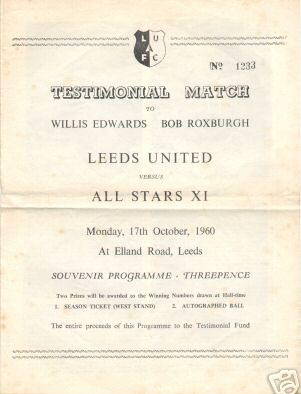 L U
A
F C
No 1233
TESTIMONIAL MATCH
TO
WILLIS EDWARDS BOB ROXBURGH
LEEDS UNITED
VERSUS
ALL STARS XI
Monday, 17th October, 1960
At Elland Road, Leeds
SOUVENIR PROGRAMME - THREEPENCE
Two Prizes will be awarded to the Winning Numbers drawn at Half-time
1. SEASON TICKET (WEST STAND) 2. AUTOGRAPHED BALL
The entire proceeds of this Programme to the Testimonial Fund